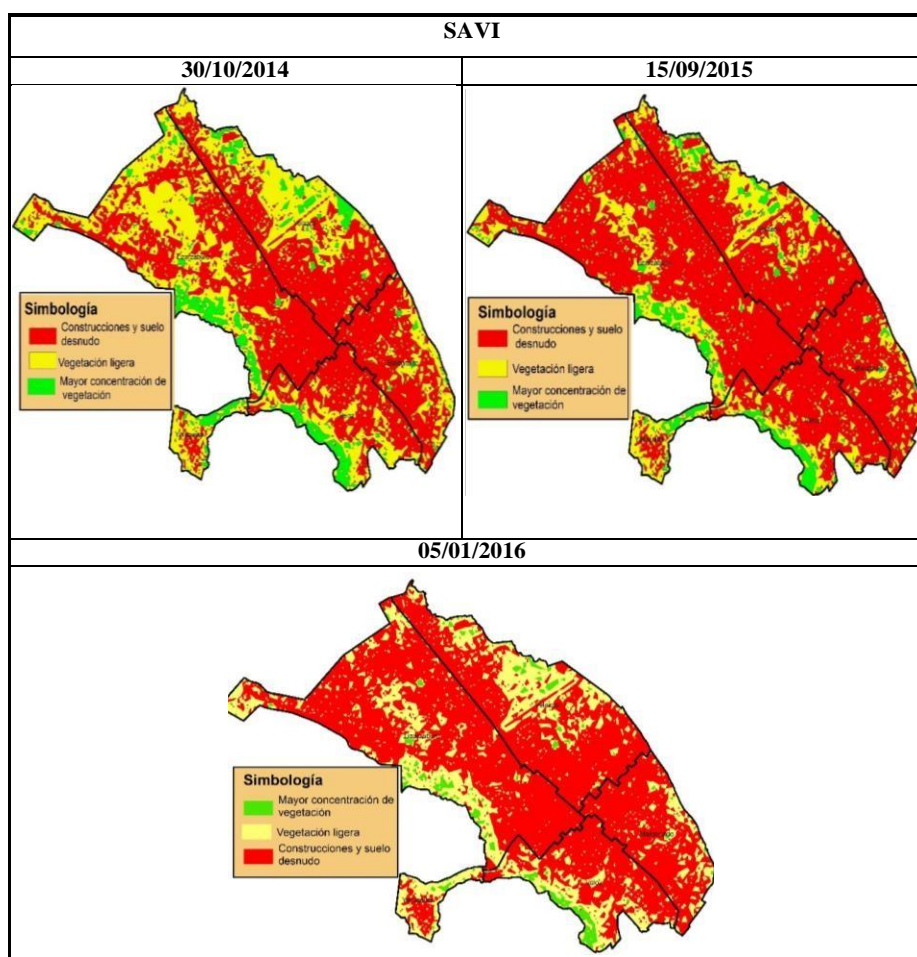 SAVI
30/10/2014
15/09/2015
Simbología
Construcciones y suelo
desnudo
Vegetación ligera
Mayor concentración de
vegetación
Simbología
Construcciones y suelo
desnudo
Vegetación ligera
Mayor concentración de
vegetación
05/01/2016
Simbología
Mayor concentración de
vegetación
Vegetación ligera
Construcciones y suelo
desnudo